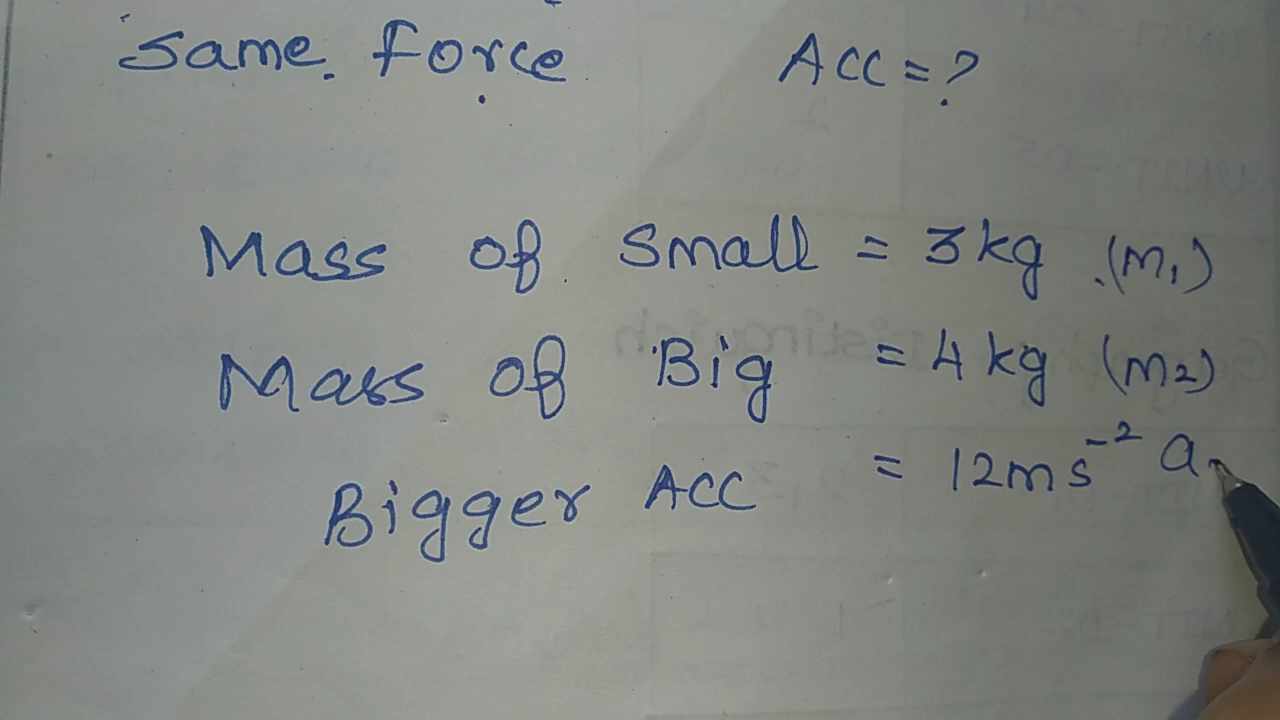 Same Force Acc = ?
Mass of Small = 3 kg (m₁)
Mass of Big = 4 kg (m₂)
Bigger Acc = 12 ms⁻² a